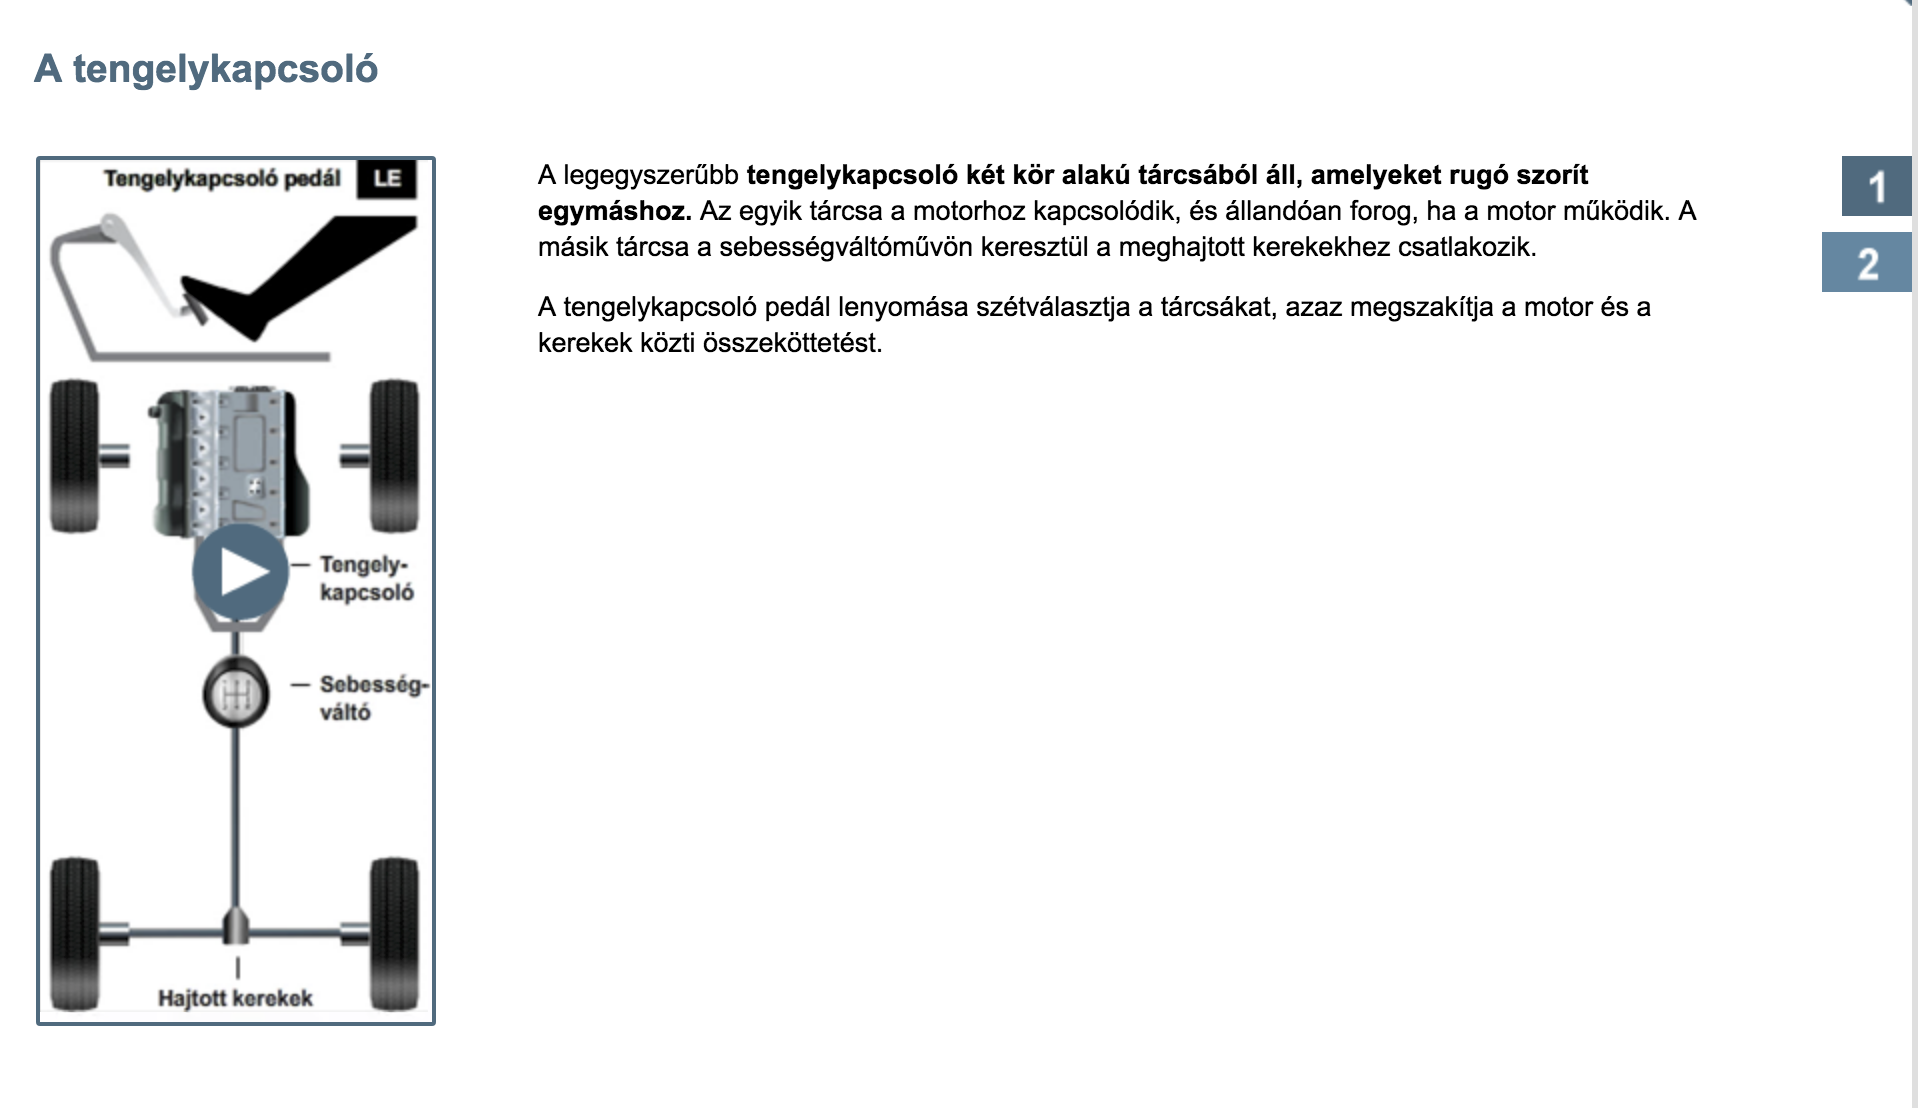 A tengelykapcsoló
Tengelykapcsoló pedál LE
Tengely-
kapcsoló
Sebesség-
váltó
Hajtott kerekek
A legegyszerűbb tengelykapcsoló két kör alakú tárcsából áll, amelyeket rugó szorít
egymáshoz. Az egyik tárcsa a motorhoz kapcsolódik, és állandóan forog, ha a motor működik. A
másik tárcsa a sebességváltóművön keresztül a meghajtott kerekekhez csatlakozik.
A tengelykapcsoló pedál lenyomása szétválasztja a tárcsákat, azaz megszakítja a motor és a
kerekek közti összeköttetést.
1
2